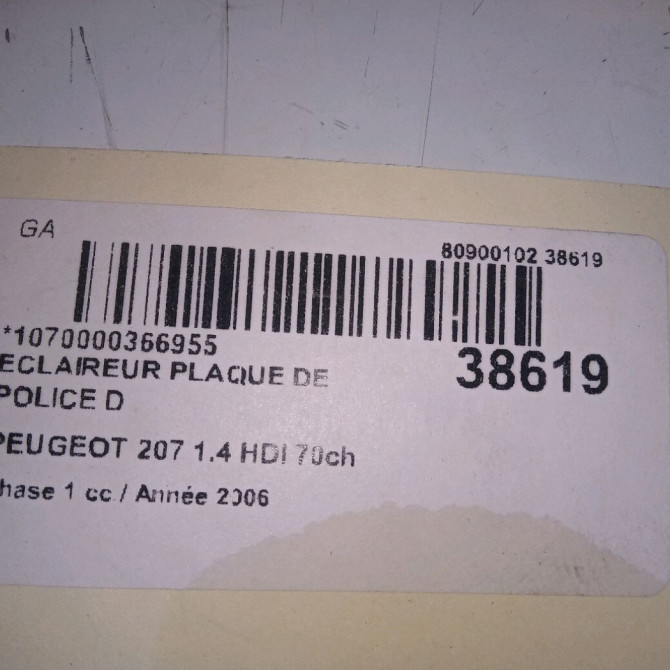 GA
80900102 38619
*1070000366955
38619
ECLAIREUR PLAQUE DE
POLICE D
PEUGEOT 207 1.4 HDI 70ch
hase 1 cc / Année 2006